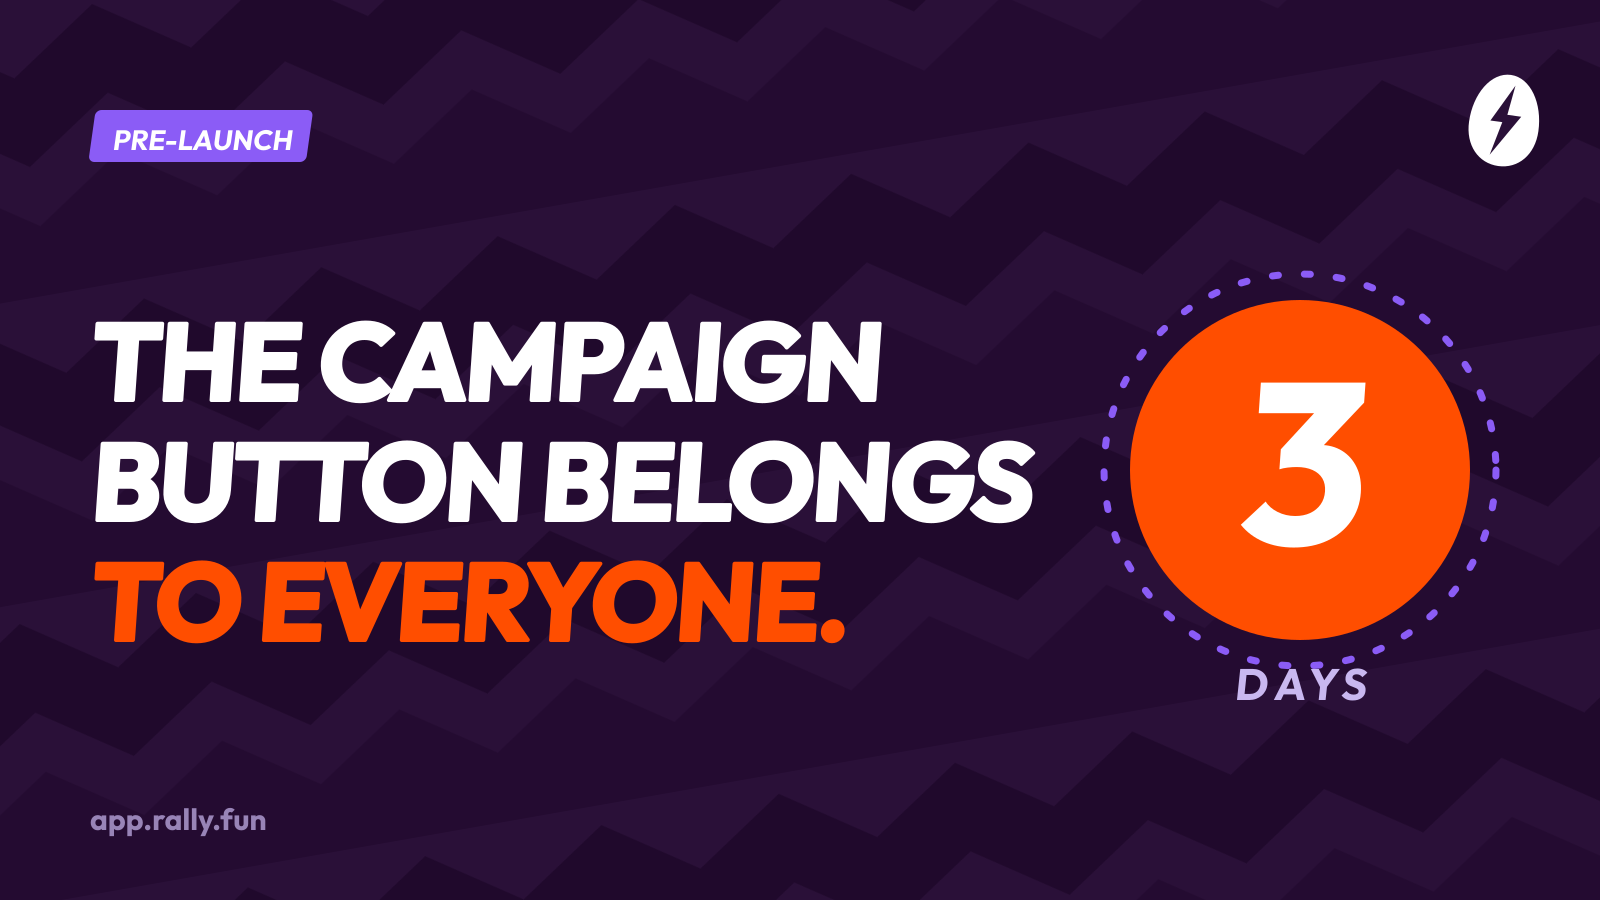 PRE-LAUNCH
THE CAMPAIGN
BUTTON BELONGS
TO EVERYONE.
3
DAYS
app.rally.fun